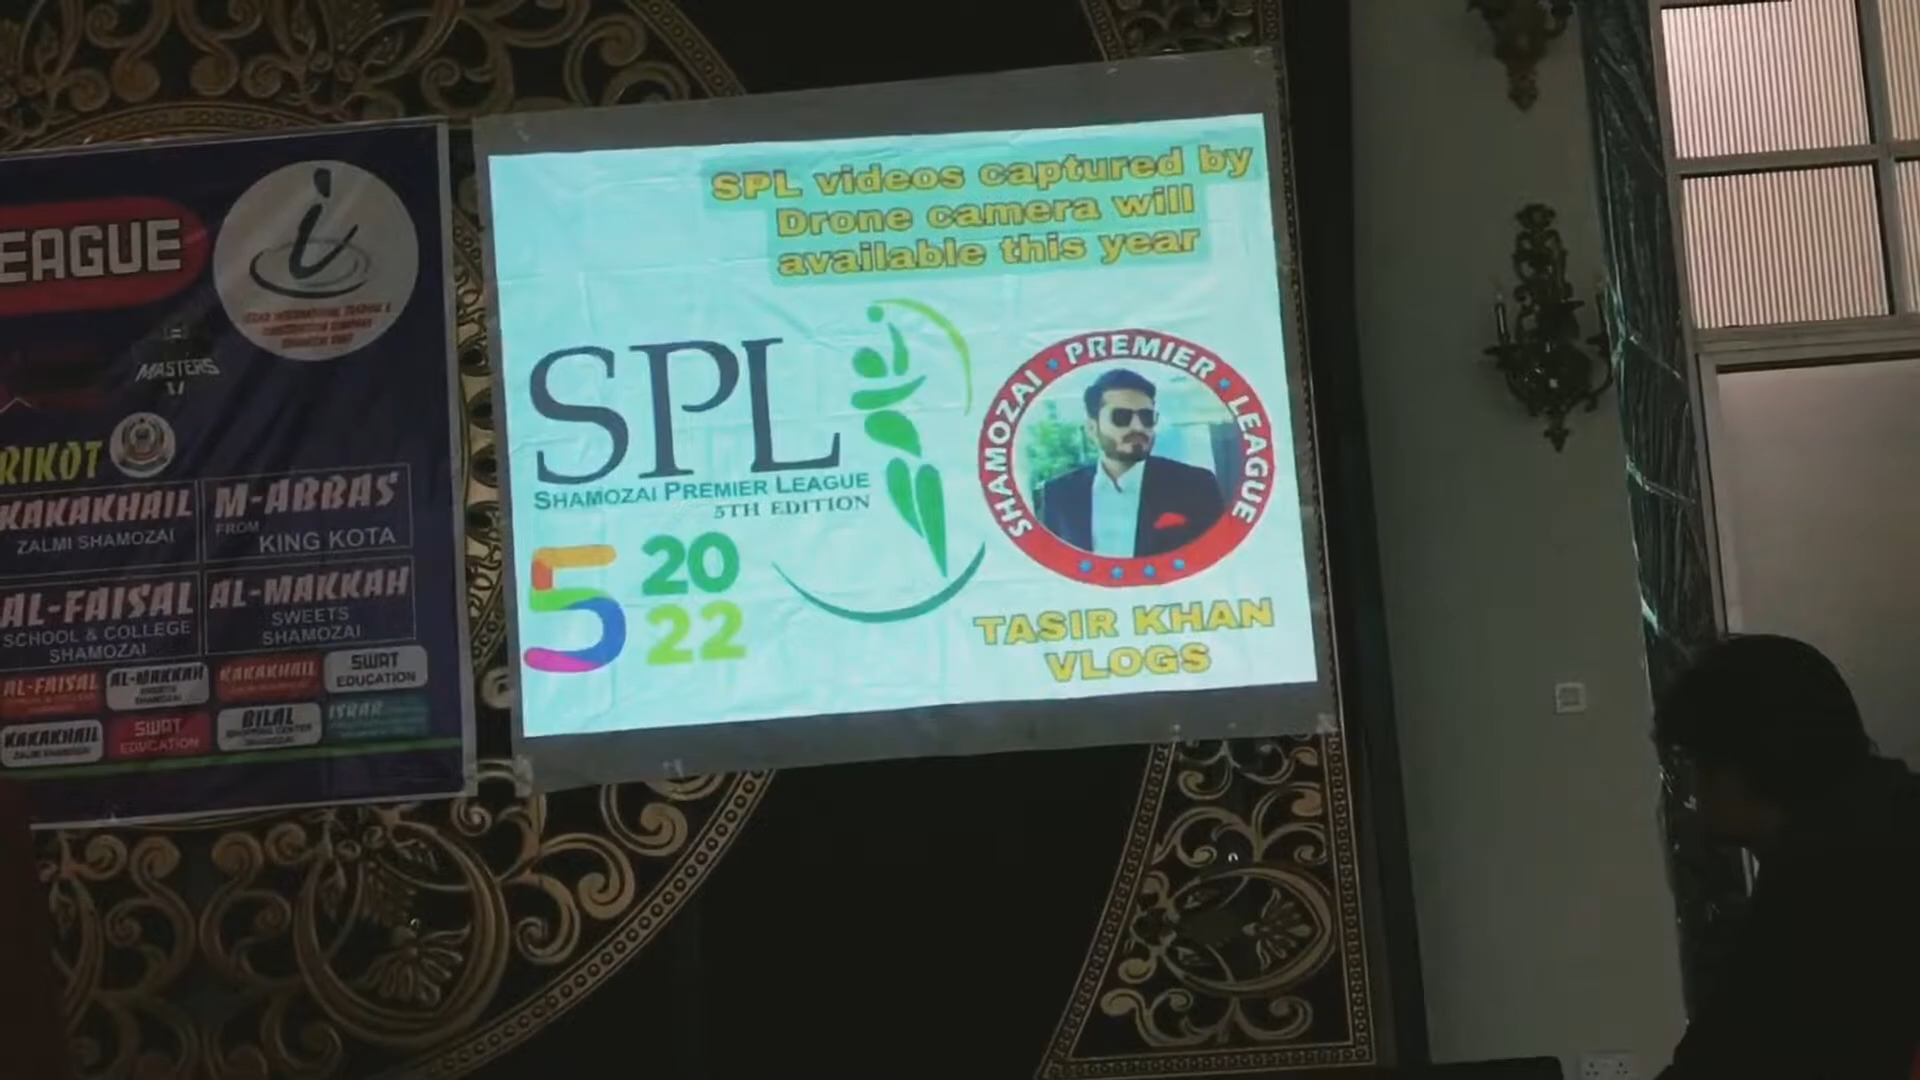 EAGUE
MASTERS
RIKOT
KAKAKHAIL
ZALMI SHAMOZAI
M-ABBAS
FROM
KING KOTA
AL-FAISAL
SCHOOL & COLLEGE
SHAMOZAI
AL-MAKKAH
SWEETS
SHAMOZAI
AL-FAISAL
AL-MAKKAH
KAKAKHAIL
SWAT
EDUCATION
KAKAKHAIL
SWAT
EDUCATION
BILAL
ISRAR
SPL videos captured by
Drone camera will
available this year
SPL
SHAMOZAI PREMIER LEAGUE
5TH EDITION
5 20
22
SHAMOZAI PREMIER LEAGUE
TASIR KHAN
VLOGS